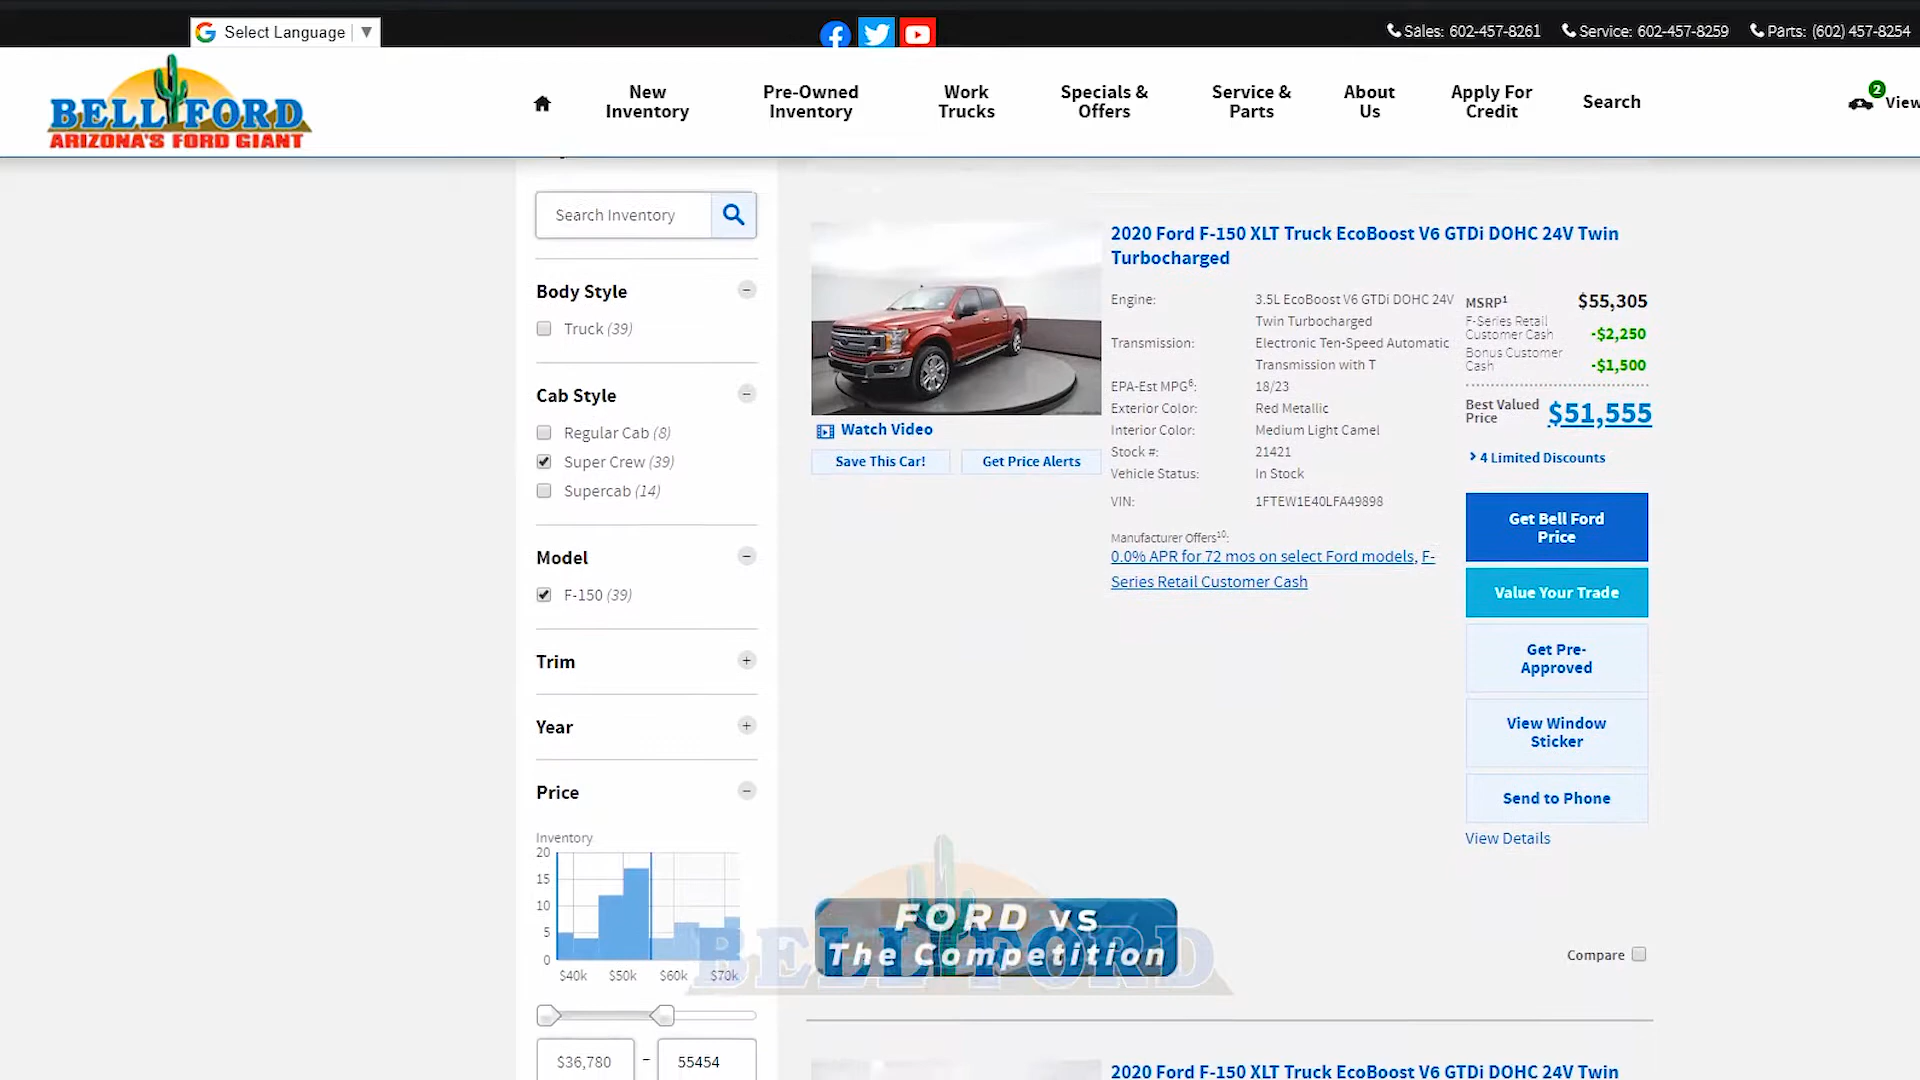 Select Language ▼
Sales: 602-457-8261
Service: 602-457-8259
Parts: (602) 457-8254
BELL FORD
ARIZONA'S FORD GIANT
New
Inventory
Pre-Owned
Inventory
Work
Trucks
Specials &
Offers
Service &
Parts
About
Us
Apply For
Credit
Search
2
View
Search Inventory
Body Style
Truck (39)
Cab Style
Regular Cab (8)
Super Crew (39)
Supercab (14)
Model
F-150 (39)
Trim
Year
Price
Inventory
20
15
10
5
0
$40k $50k $60k $70k
$36,780 – 55454
2020 Ford F-150 XLT Truck EcoBoost V6 GTDi DOHC 24V Twin
Turbocharged
Watch Video
Save This Car!
Get Price Alerts
Engine: 3.5L EcoBoost V6 GTDi DOHC 24V
Twin Turbocharged
Transmission: Electronic Ten-Speed Automatic
Transmission with T
EPA-Est MPG6: 18/23
Exterior Color: Red Metallic
Interior Color: Medium Light Camel
Stock #: 21421
Vehicle Status: In Stock
VIN: 1FTEW1E40LFA49898
Manufacturer Offers10:
0.0% APR for 72 mos on select Ford models, F-
Series Retail Customer Cash
MSRP1 $55,305
F-Series Retail
Customer Cash -$2,250
Bonus Customer
Cash -$1,500
Best Valued
Price $51,555
4 Limited Discounts
Get Bell Ford
Price
Value Your Trade
Get Pre-
Approved
View Window
Sticker
Send to Phone
View Details
Compare
BELL FORD
FORD vs
The Competition
2020 Ford F-150 XLT Truck EcoBoost V6 GTDi DOHC 24V Twin